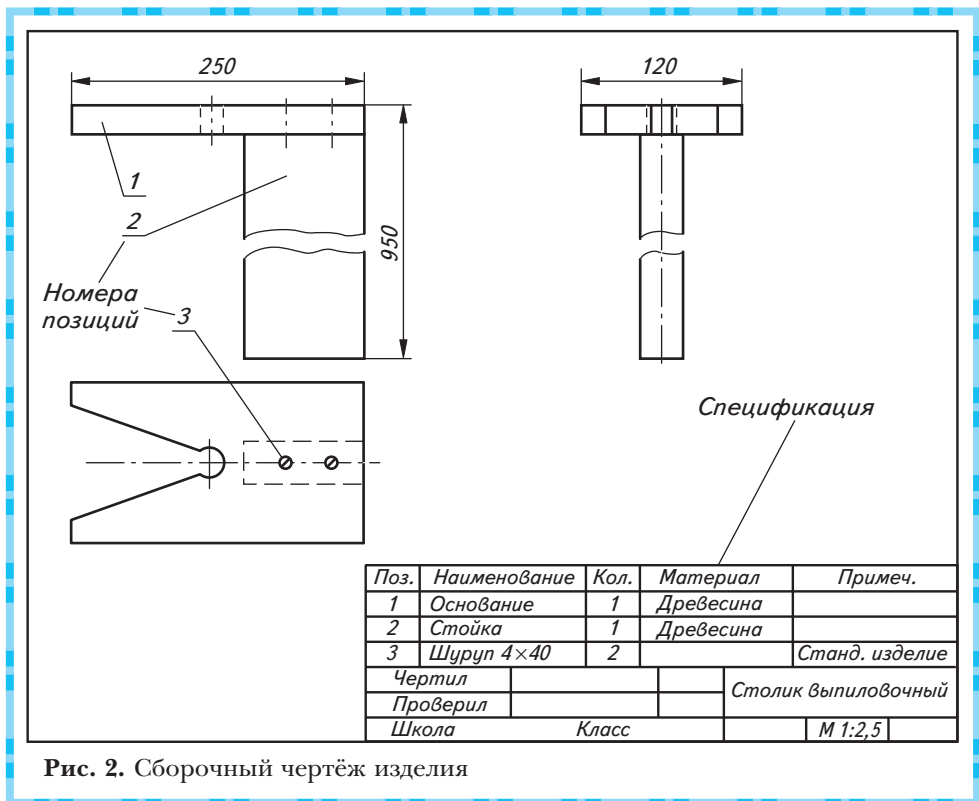 250
120
1
2
950
Номера
позиций
3
Спецификация
Поз. Наименование Кол. Материал Примеч.
1 Основание 1 Древесина
2 Стойка 1 Древесина
3 Шуруп 4×40 2 Станд. изделие
Чертил
Столик выпиловочный
Проверил
Школа Класс М 1:2,5
Рис. 2. Сборочный чертёж изделия